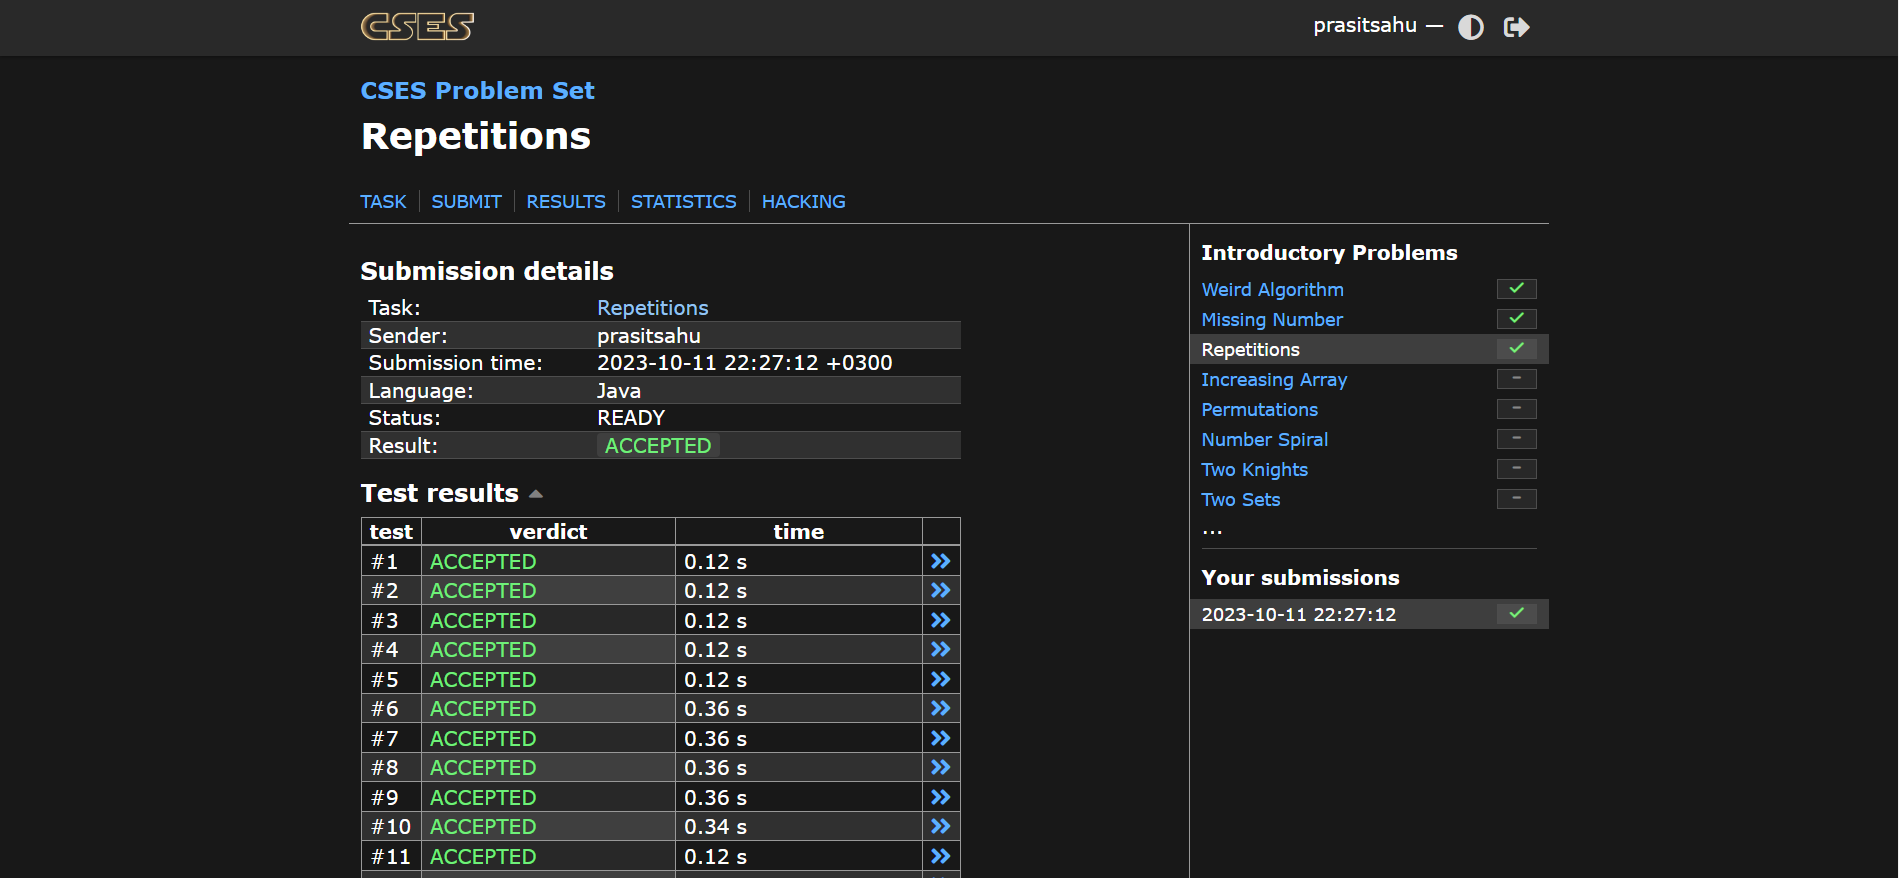 CSES
prasitsahu —
CSES Problem Set
Repetitions
TASK SUBMIT RESULTS STATISTICS HACKING
Submission details
Task: Repetitions
Sender: prasitsahu
Submission time: 2023-10-11 22:27:12 +0300
Language: Java
Status: READY
Result: ACCEPTED
Test results
test verdict time
#1 ACCEPTED 0.12 s
#2 ACCEPTED 0.12 s
#3 ACCEPTED 0.12 s
#4 ACCEPTED 0.12 s
#5 ACCEPTED 0.12 s
#6 ACCEPTED 0.36 s
#7 ACCEPTED 0.36 s
#8 ACCEPTED 0.36 s
#9 ACCEPTED 0.36 s
#10 ACCEPTED 0.34 s
#11 ACCEPTED 0.12 s
Introductory Problems
Weird Algorithm
Missing Number
Repetitions
Increasing Array -
Permutations -
Number Spiral -
Two Knights -
Two Sets -
...
Your submissions
2023-10-11 22:27:12